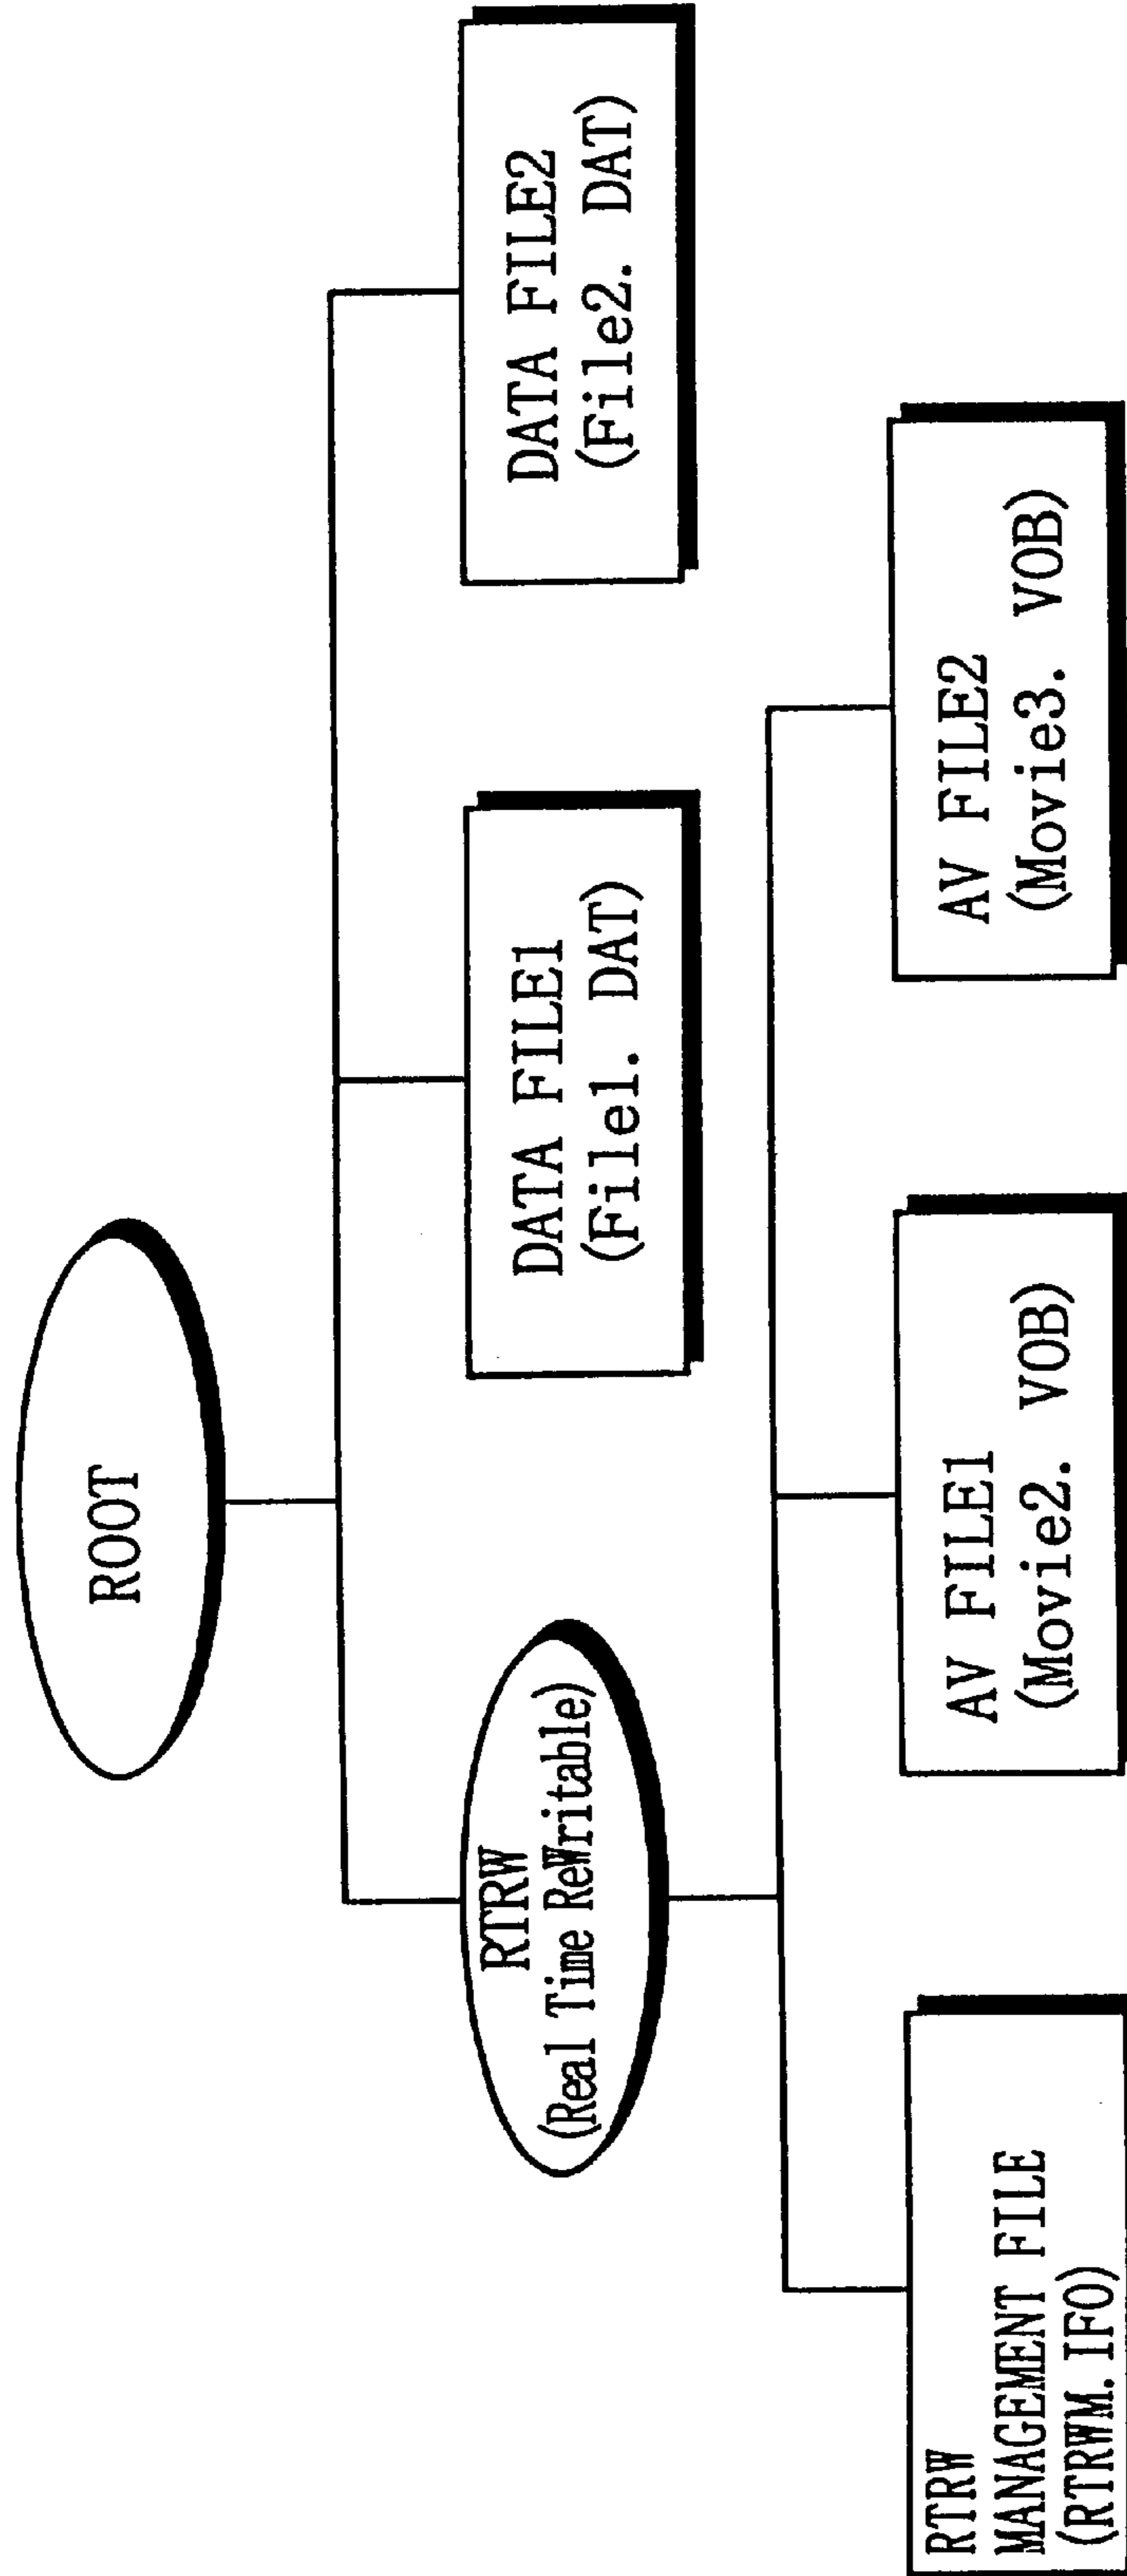 ROOT
RTRW
(Real Time ReWritable)
DATA FILE1
(File1. DAT)
DATA FILE2
(File2. DAT)
RTRW
MANAGEMENT FILE
(RTRWM. IFO)
AV FILE1
(Movie2. VOB)
AV FILE2
(Movie3. VOB)